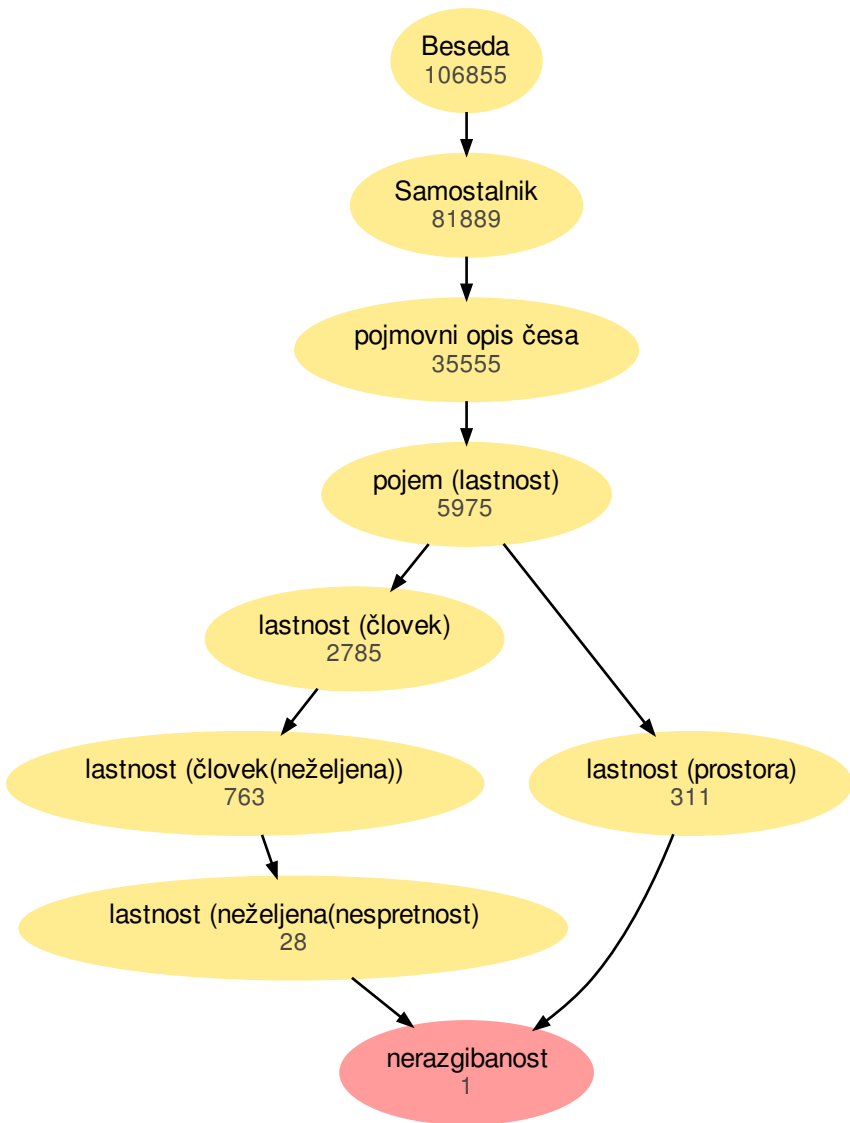 Beseda
106855
Samostalnik
81889
pojmovni opis česa
35555
pojem (lastnost)
5975
lastnost (človek)
2785
lastnost (človek(neželjena))
763
lastnost (prostora)
311
lastnost (neželjena(nespretnost)
28
nerazgibanost
1